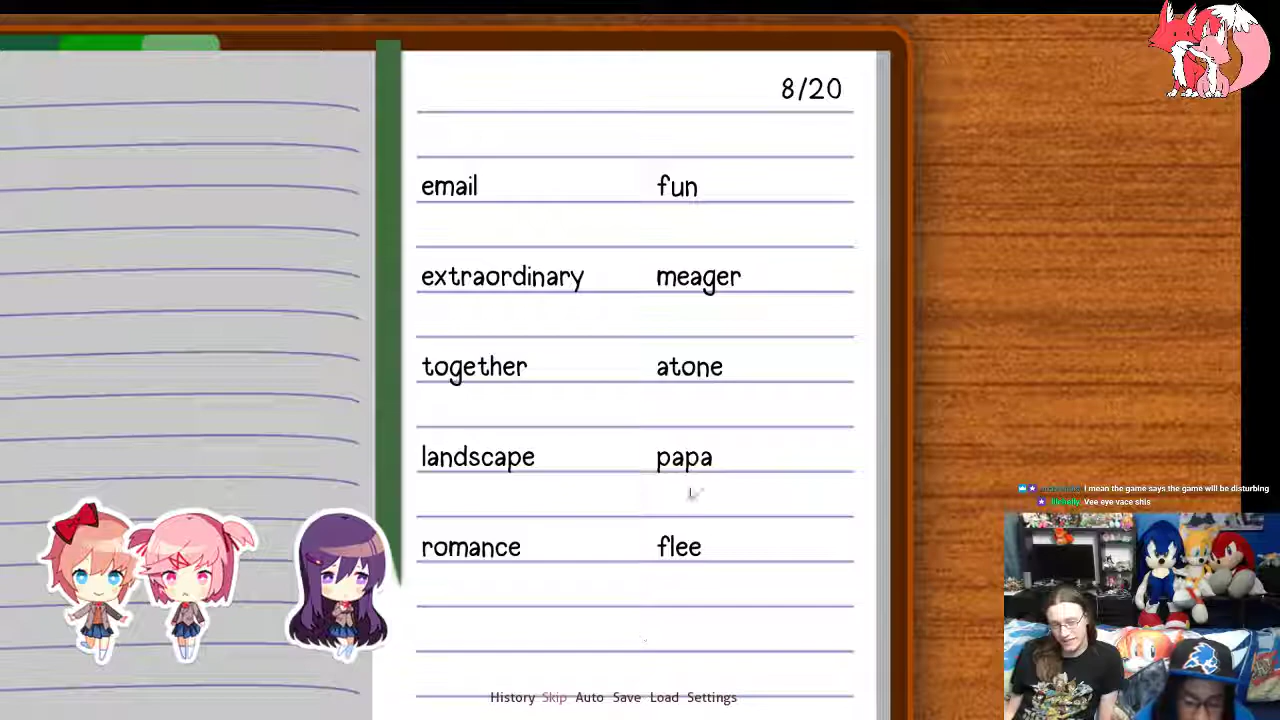 8/20
email fun
extraordinary meager
together atone
landscape papa
romance flee
I mean the game says the game will be disturbing
Vee eye vace shis
History Skip Auto Save Load Settings